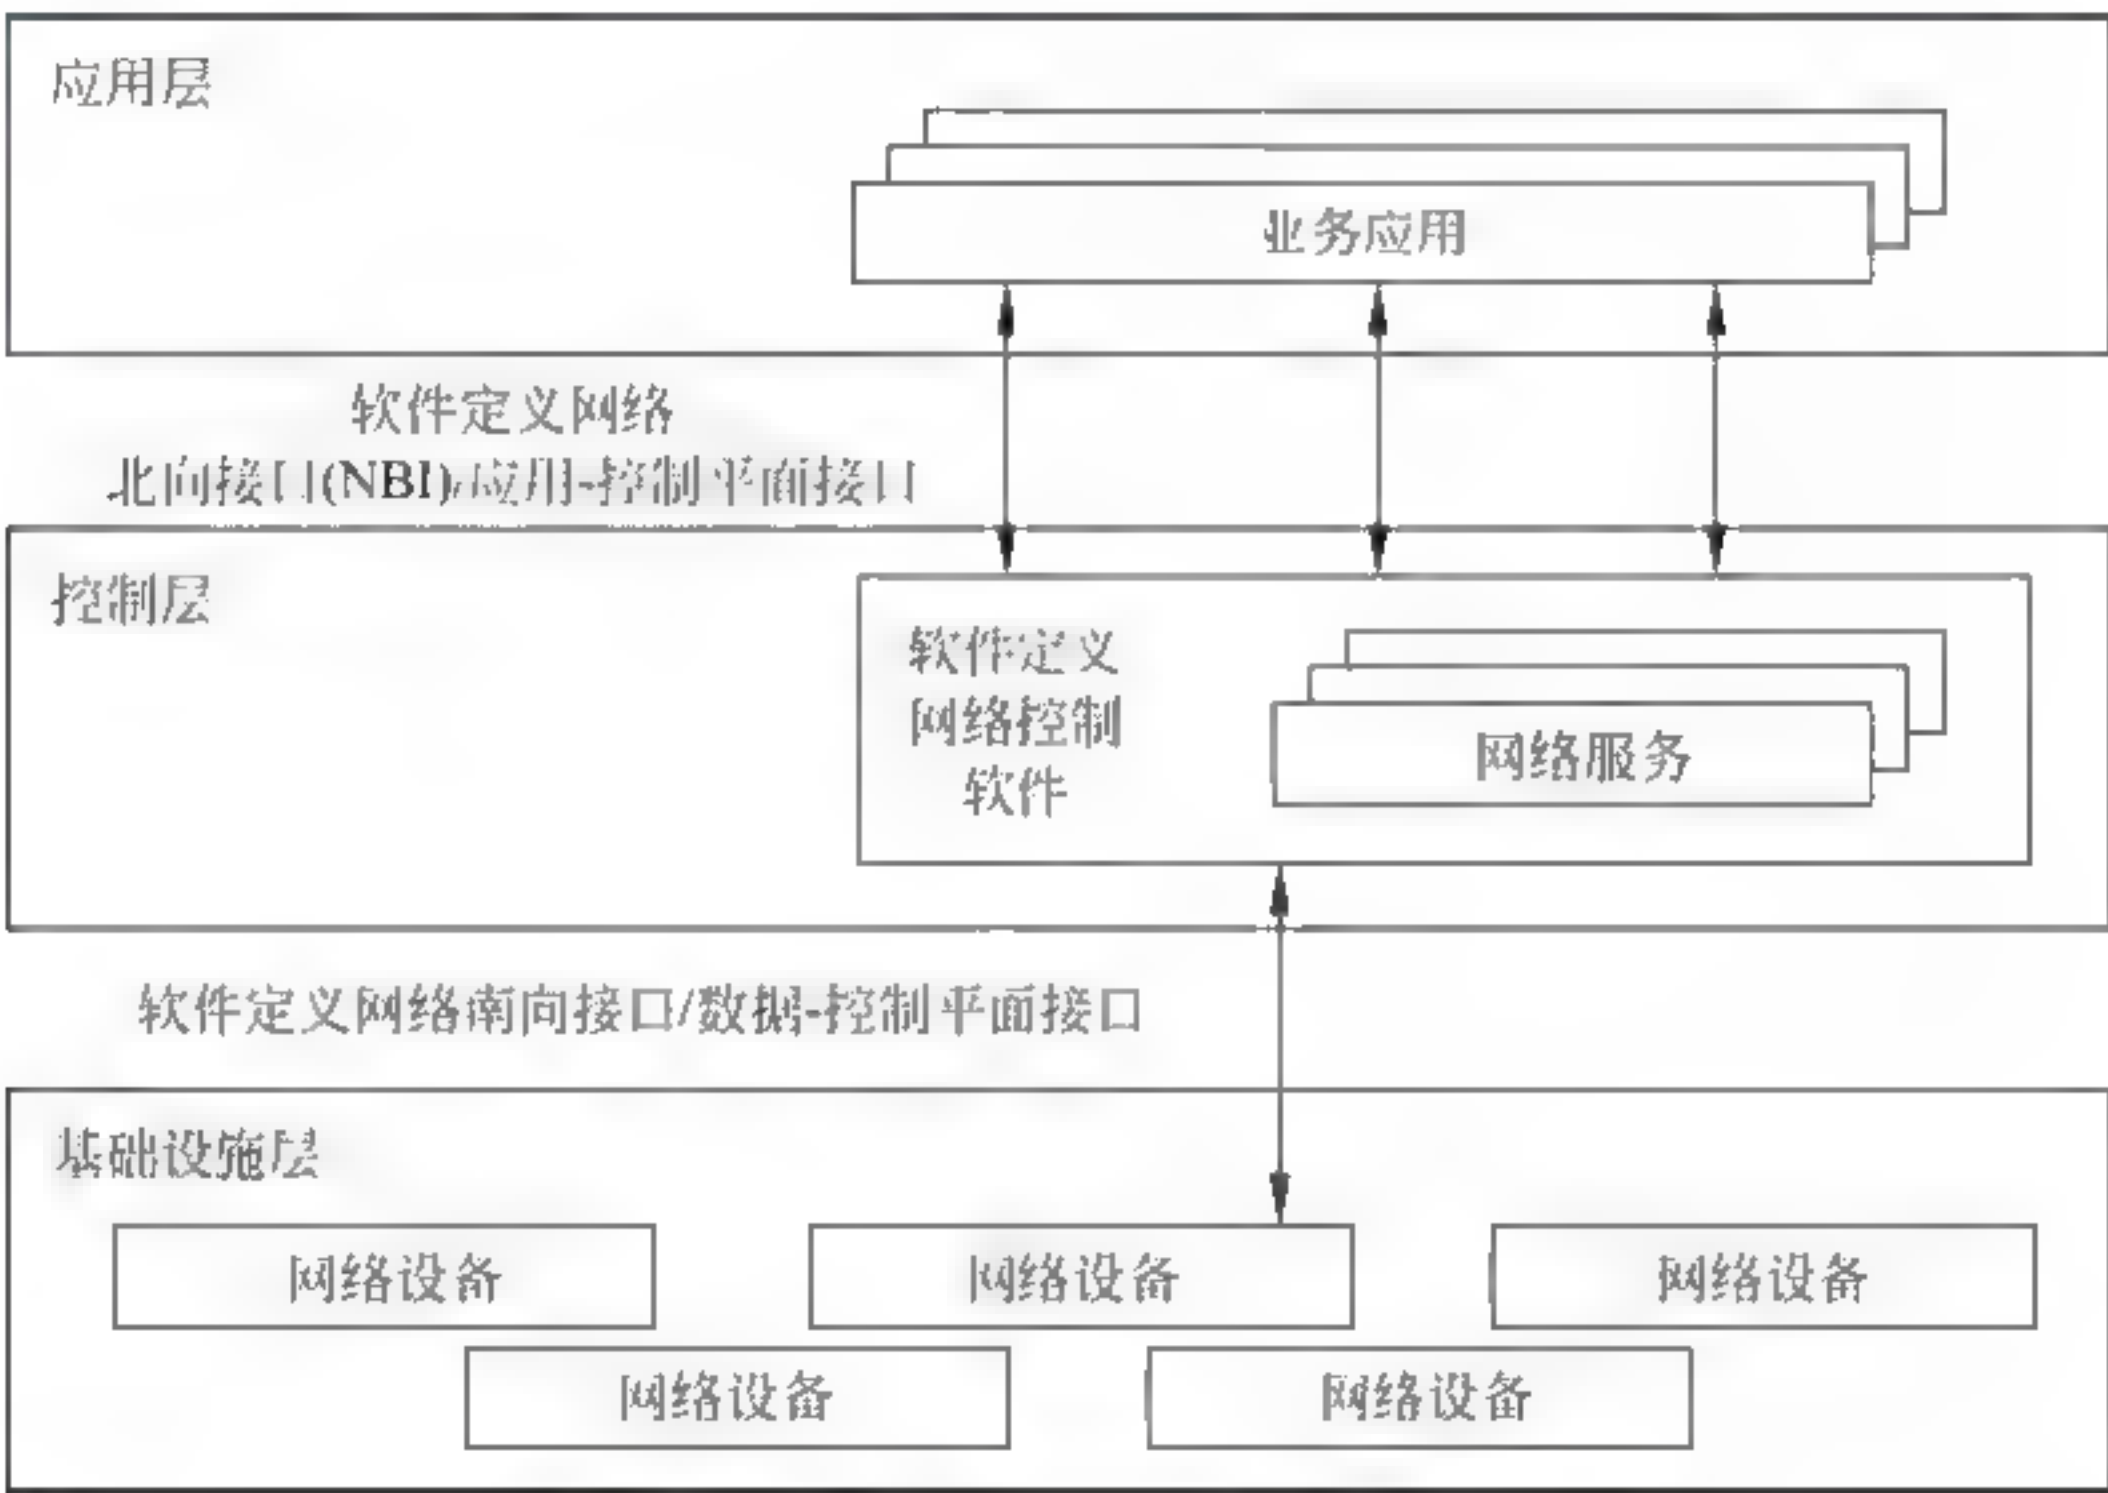 应用层
业务应用
软件定义网络
北向接口(NBI)/应用-控制平面接口
控制层
软件定义
网络控制
软件
网络服务
软件定义网络南向接口/数据-控制平面接口
基础设施层
网络设备
网络设备
网络设备
网络设备
网络设备